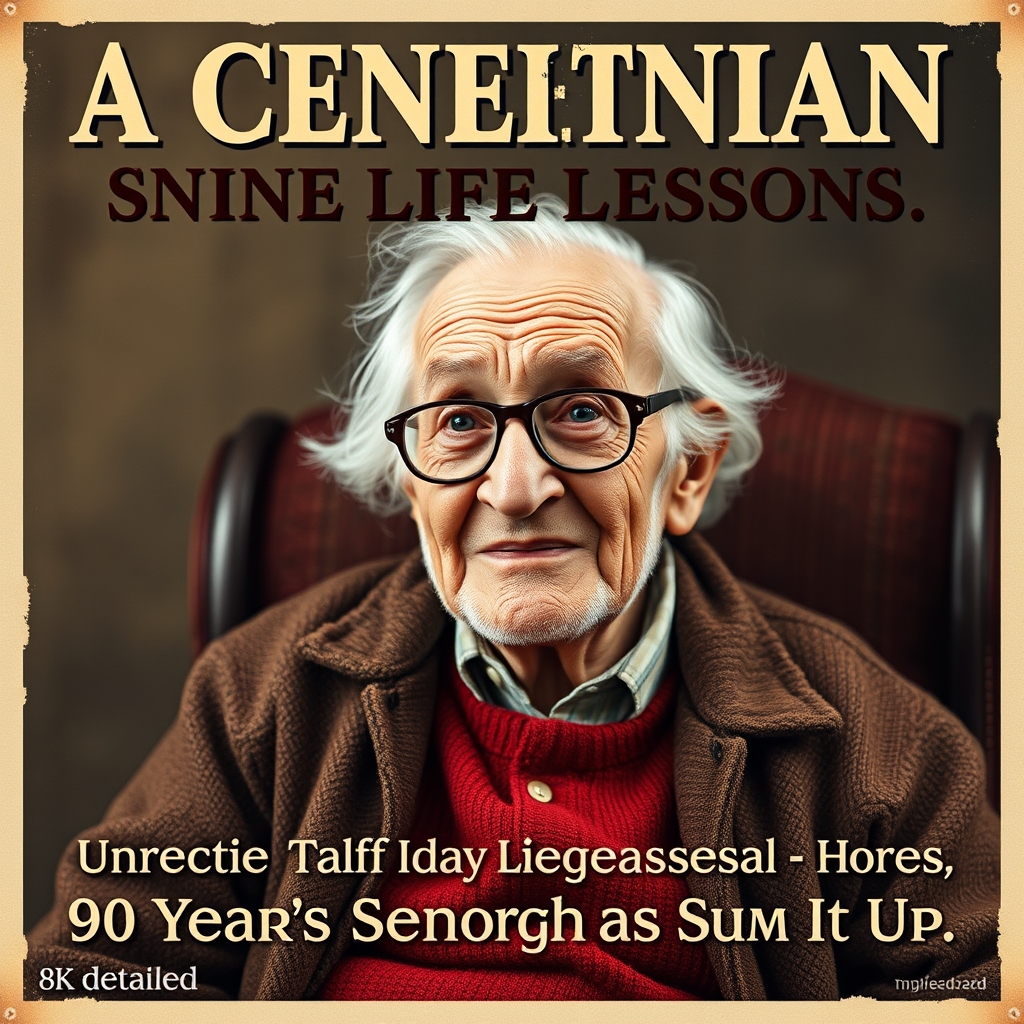 A CENEITNIAN
SNINE LIFE LESSONS.
Unrectie Talff Iday Liegeassesal - Hores,
90 Year's Senorgh as Sum It Up.
8K detailed